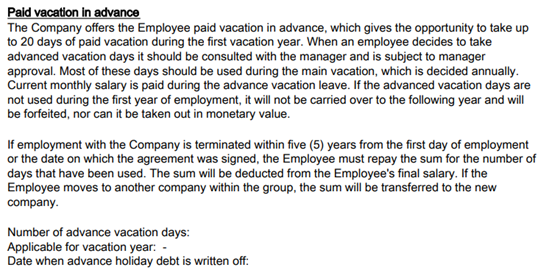 Paid vacation in advance
The Company offers the Employee paid vacation in advance, which gives the opportunity to take up
to 20 days of paid vacation during the first vacation year. When an employee decides to take
advanced vacation days it should be consulted with the manager and is subject to manager
approval. Most of these days should be used during the main vacation, which is decided annually.
Current monthly salary is paid during the advance vacation leave. If the advanced vacation days are
not used during the first year of employment, it will not be carried over to the following year and will
be forfeited, nor can it be taken out in monetary value.
If employment with the Company is terminated within five (5) years from the first day of employment
or the date on which the agreement was signed, the Employee must repay the sum for the number of
days that have been used. The sum will be deducted from the Employee's final salary. If the
Employee moves to another company within the group, the sum will be transferred to the new
company.
Number of advance vacation days:
Applicable for vacation year: -
Date when advance holiday debt is written off: